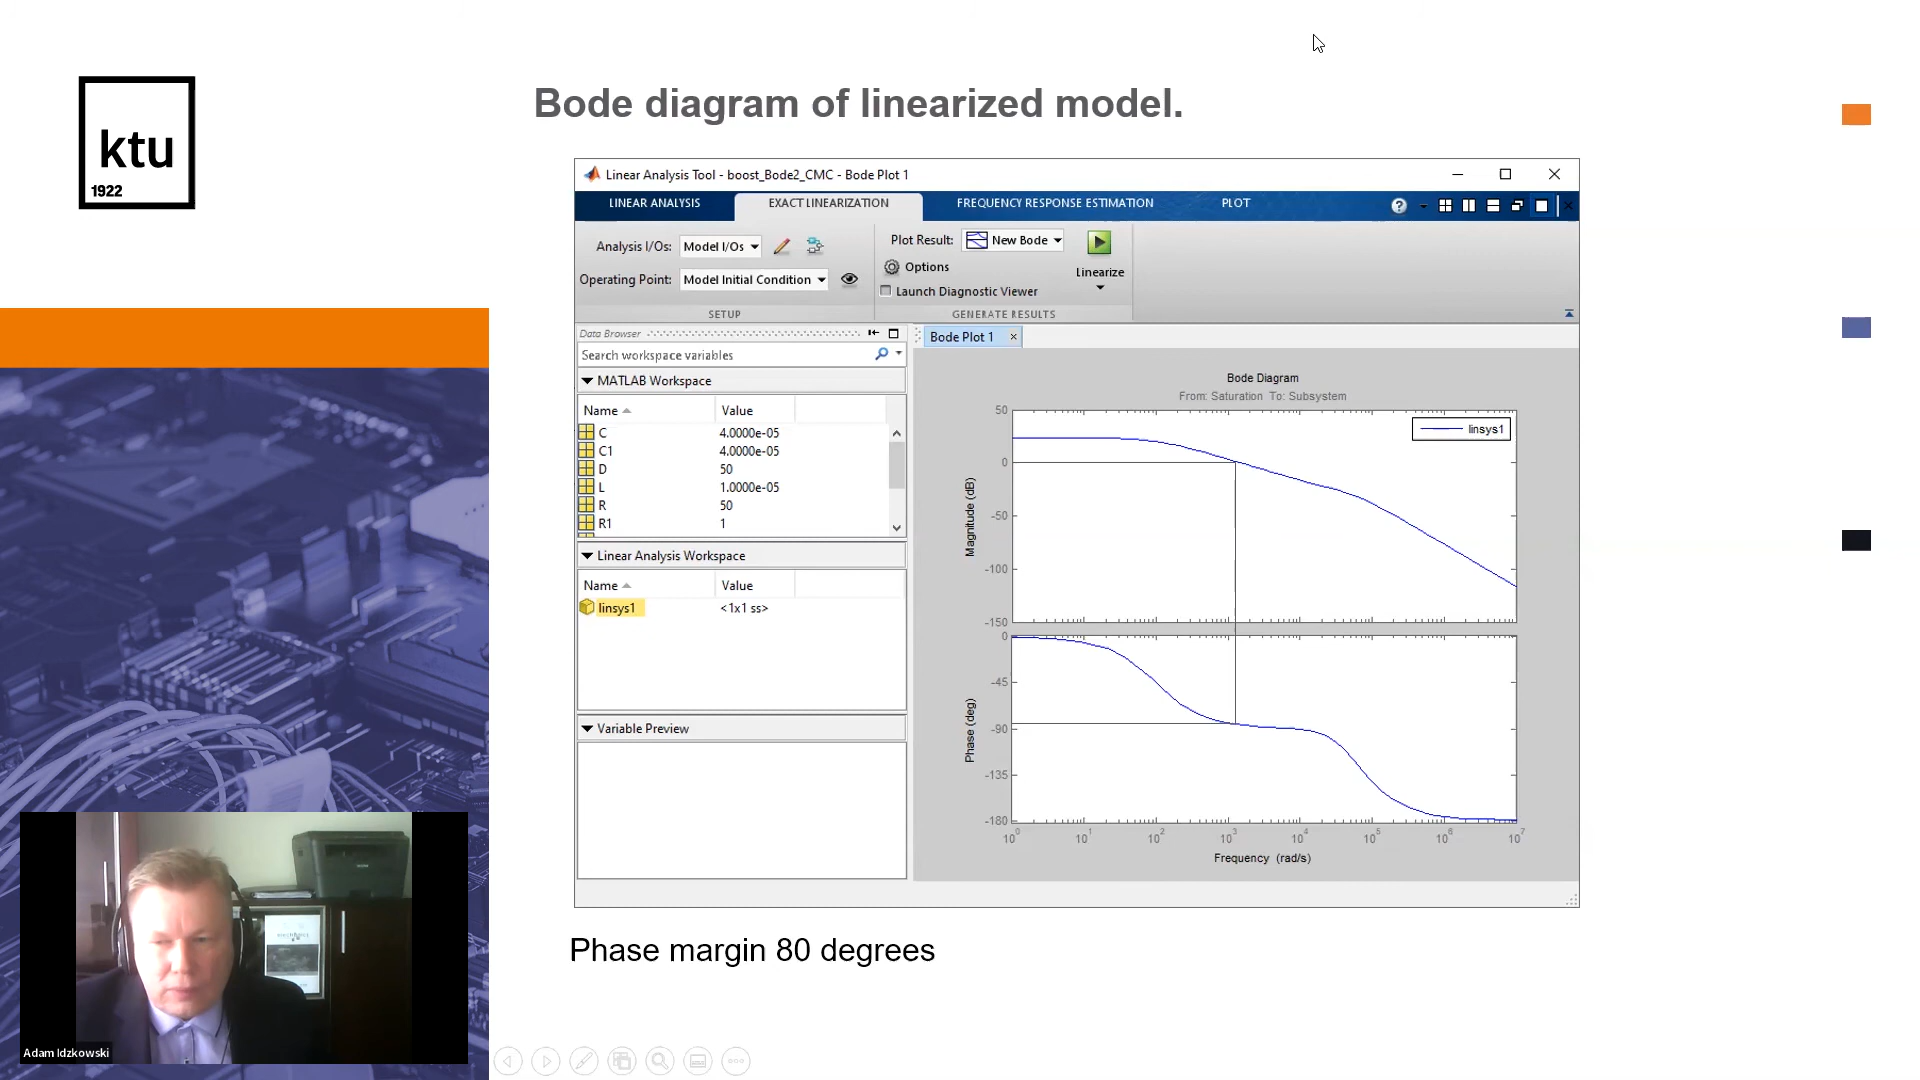 ktu
1922
Bode diagram of linearized model.
Linear Analysis Tool - boost_Bode2_CMC - Bode Plot 1
LINEAR ANALYSIS
EXACT LINEARIZATION
FREQUENCY RESPONSE ESTIMATION
PLOT
Analysis I/Os: Model I/Os
Operating Point: Model Initial Condition
SETUP
Plot Result: New Bode
Options
Launch Diagnostic Viewer
Linearize
GENERATE RESULTS
Data Browser
Search workspace variables
MATLAB Workspace
Name Value
C 4.0000e-05
C1 4.0000e-05
D 50
L 1.0000e-05
R 50
R1 1
Linear Analysis Workspace
Name Value
linsys1 <1x1 ss>
Variable Preview
Bode Plot 1
Bode Diagram
From: Saturation To: Subsystem
linsys1
Magnitude (dB)
50
0
-50
-100
-150
Phase (deg)
0
-45
-90
-135
-180
10^0 10^1 10^2 10^3 10^4 10^5 10^6 10^7
Frequency (rad/s)
Phase margin 80 degrees
Adam Idzkowski